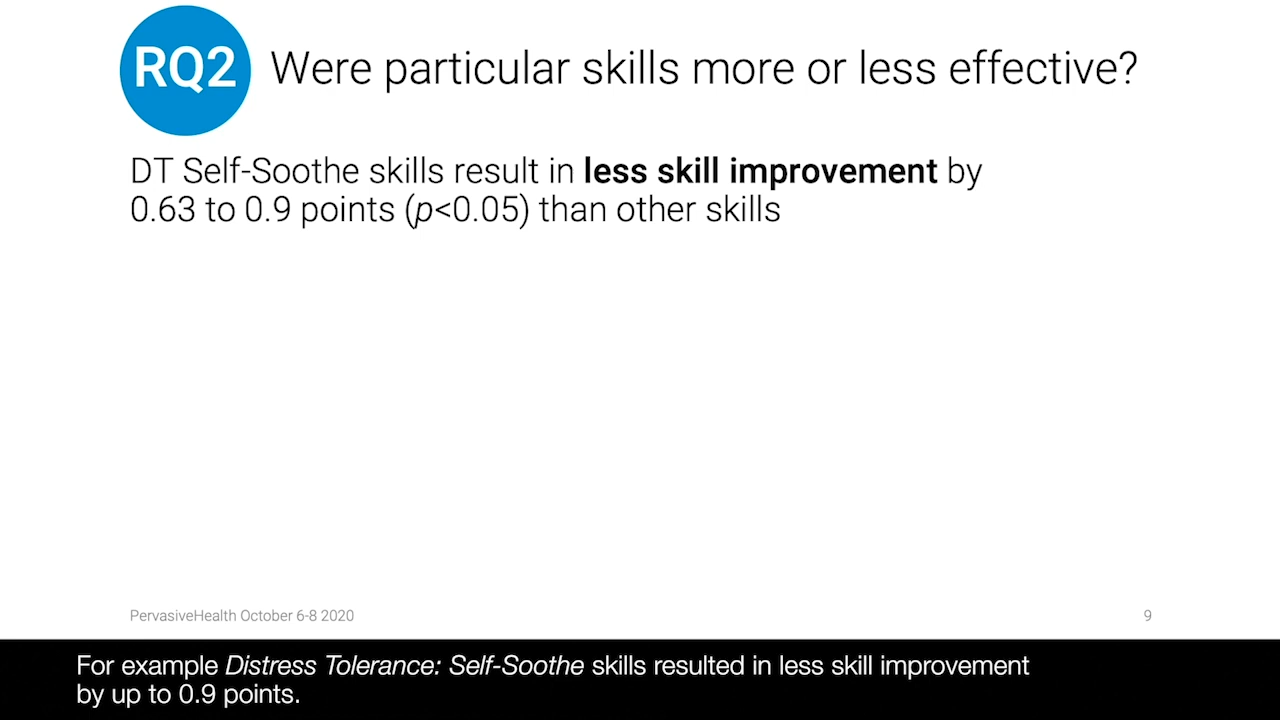 RQ2 Were particular skills more or less effective?
DT Self-Soothe skills result in less skill improvement by
0.63 to 0.9 points (p<0.05) than other skills
PervasiveHealth October 6-8 2020 9
For example Distress Tolerance: Self-Soothe skills resulted in less skill improvement
by up to 0.9 points.